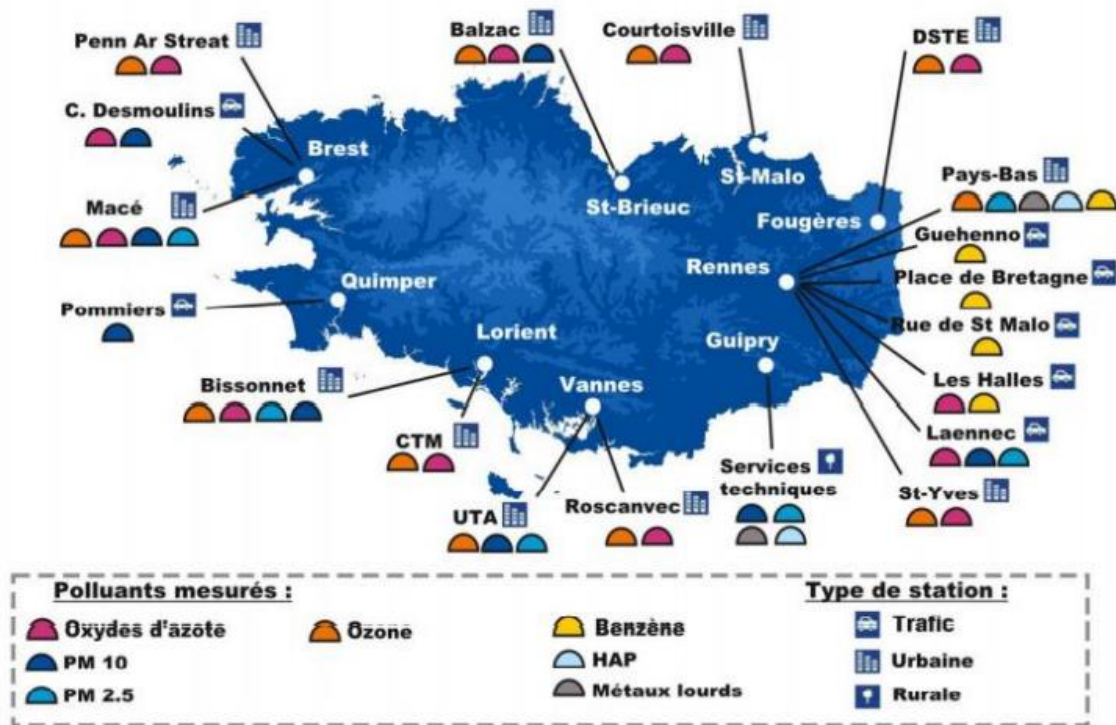 Penn Ar Streat
Balzac
Courtoisville
DSTE
C. Desmoulins
Brest
St-Malo
Pays-Bas
Macé
St-Brieuc
Fougères
Guehenno
Rennes
Place de Bretagne
Quimper
Pommiers
Rue de St Malo
Lorient
Guipry
Bissonnet
Vannes
Les Halles
CTM
Laennec
Services
techniques
UTA
Roscanvec
St-Yves
Polluants mesurés :
Type de station :
Oxydes d'azote
Ozone
Benzène
Trafic
PM 10
HAP
Urbaine
PM 2.5
Métaux lourds
Rurale